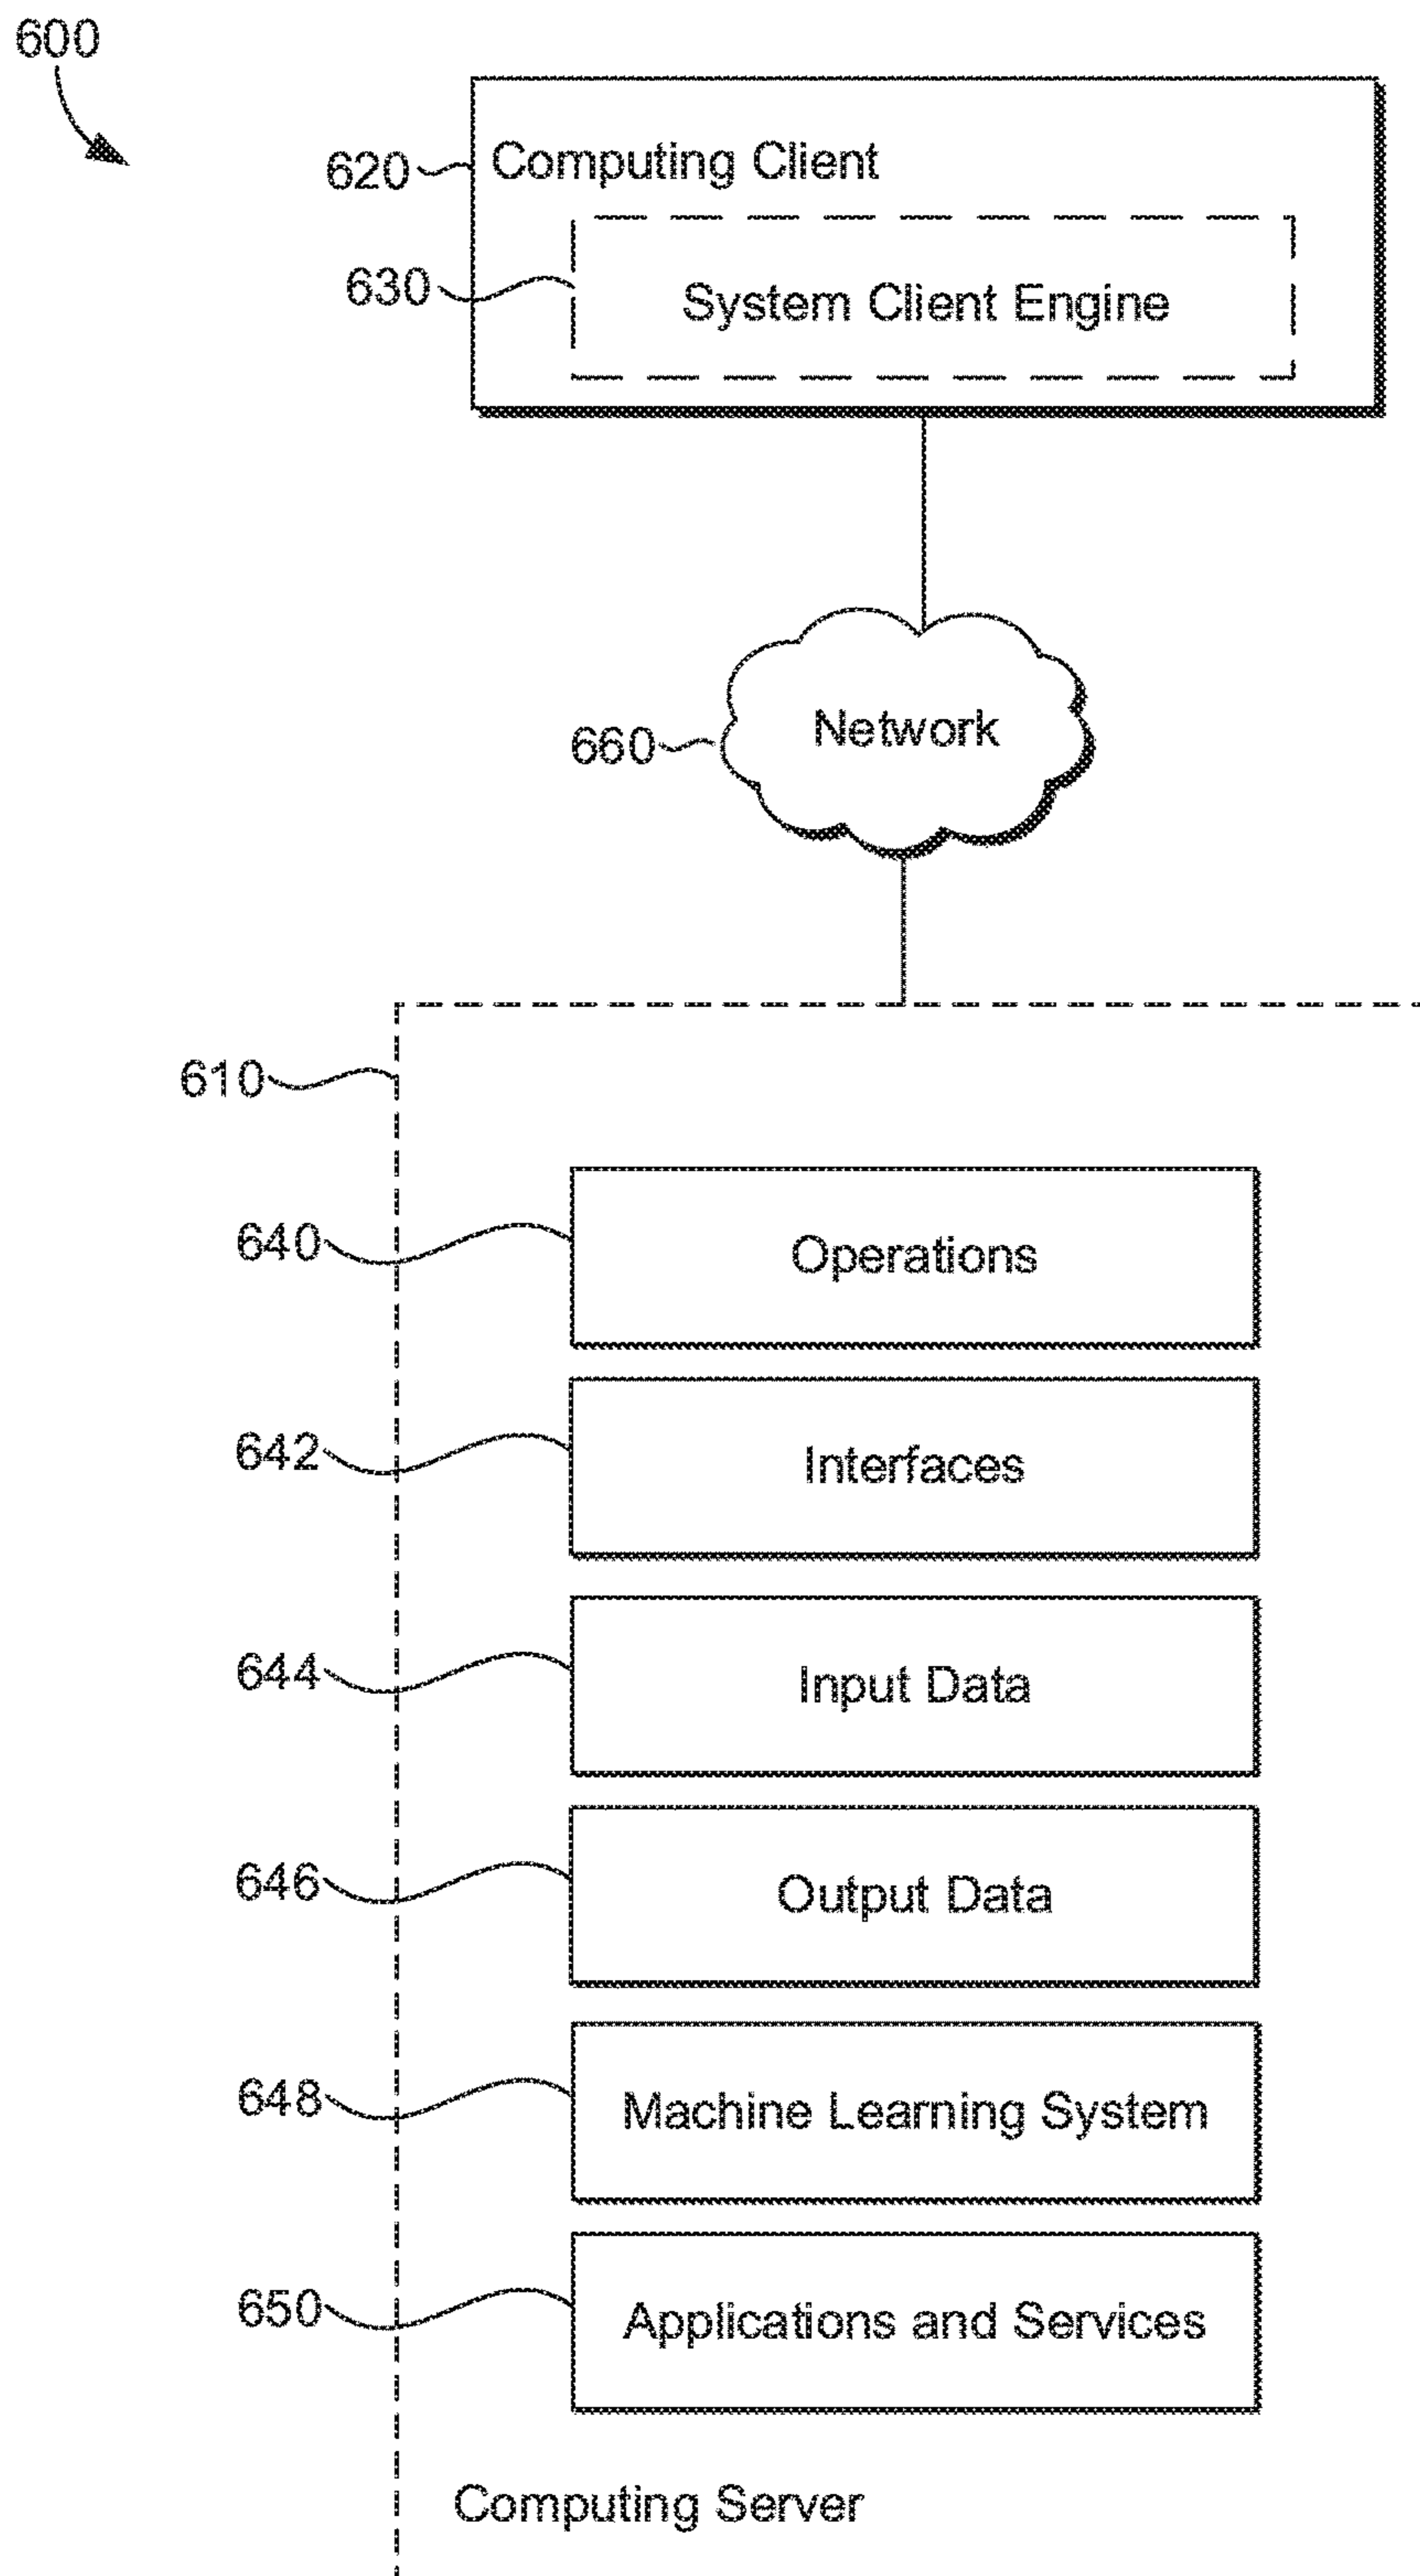 600
620 Computing Client
630 System Client Engine
660 Network
610
640 Operations
642 Interfaces
644 Input Data
646 Output Data
648 Machine Learning System
650 Applications and Services
Computing Server